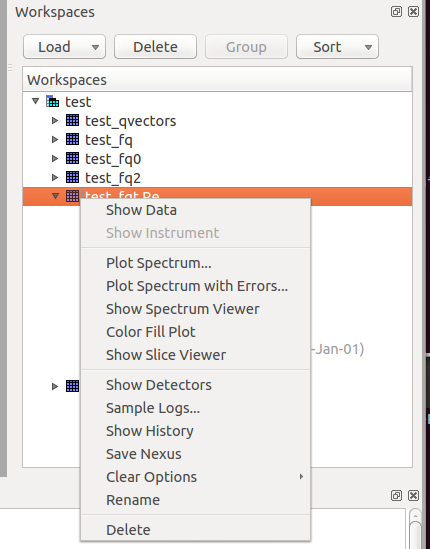 Workspaces
Load
Delete
Group
Sort
Workspaces
test
test_qvectors
test_fq
test_fq0
test_fq2
test_fqt.Re
Show Data
Show Instrument
Plot Spectrum...
Plot Spectrum with Errors...
Show Spectrum Viewer
Color Fill Plot
-Jan-01)
Show Slice Viewer
Show Detectors
Sample Logs...
Show History
Save Nexus
Clear Options
Rename
Delete